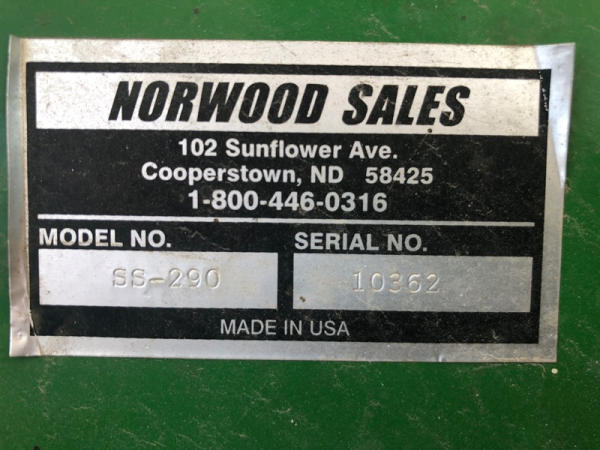 NORWOOD SALES
102 Sunflower Ave.
Cooperstown, ND 58425
1-800-446-0316
MODEL NO. SERIAL NO.
SS-290 10362
MADE IN USA